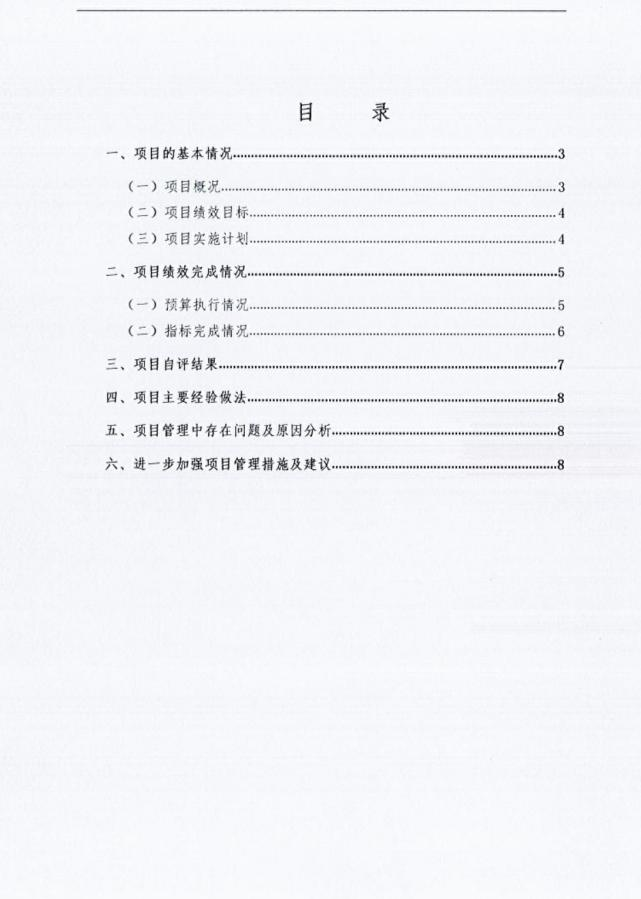 目 录
一、项目的基本情况........................3
（一）项目概况........................3
（二）项目绩效目标........................4
（三）项目实施计划........................4
二、项目绩效完成情况........................5
（一）预算执行情况........................5
（二）指标完成情况........................6
三、项目自评结果........................7
四、项目主要经验做法........................8
五、项目管理中存在问题及原因分析........................8
六、进一步加强项目管理措施及建议........................8